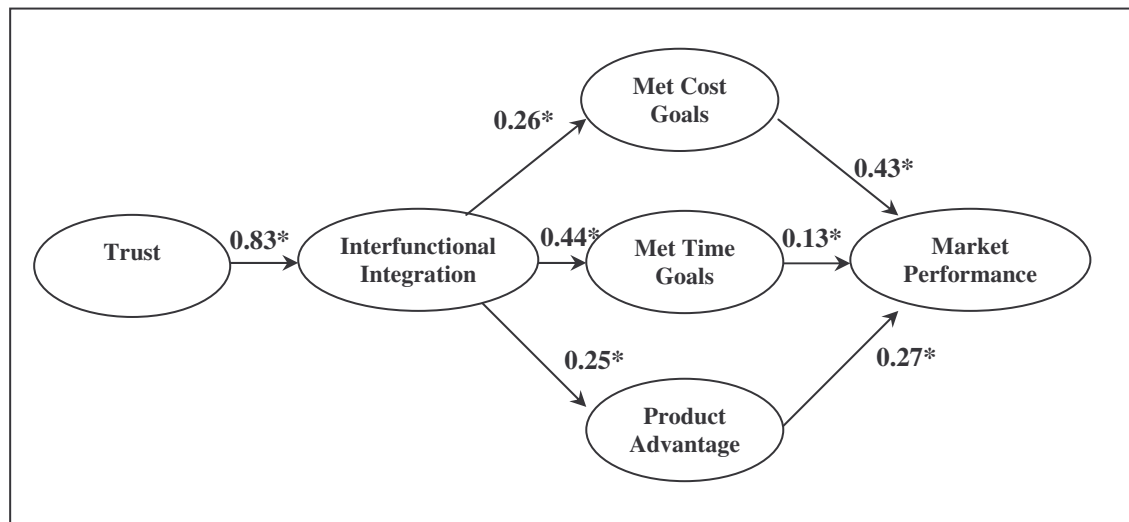 Met Cost
Goals
0.26*
0.43*
Trust
0.83*
Interfunctional
Integration
0.44*
Met Time
Goals
0.13*
Market
Performance
0.25*
0.27*
Product
Advantage